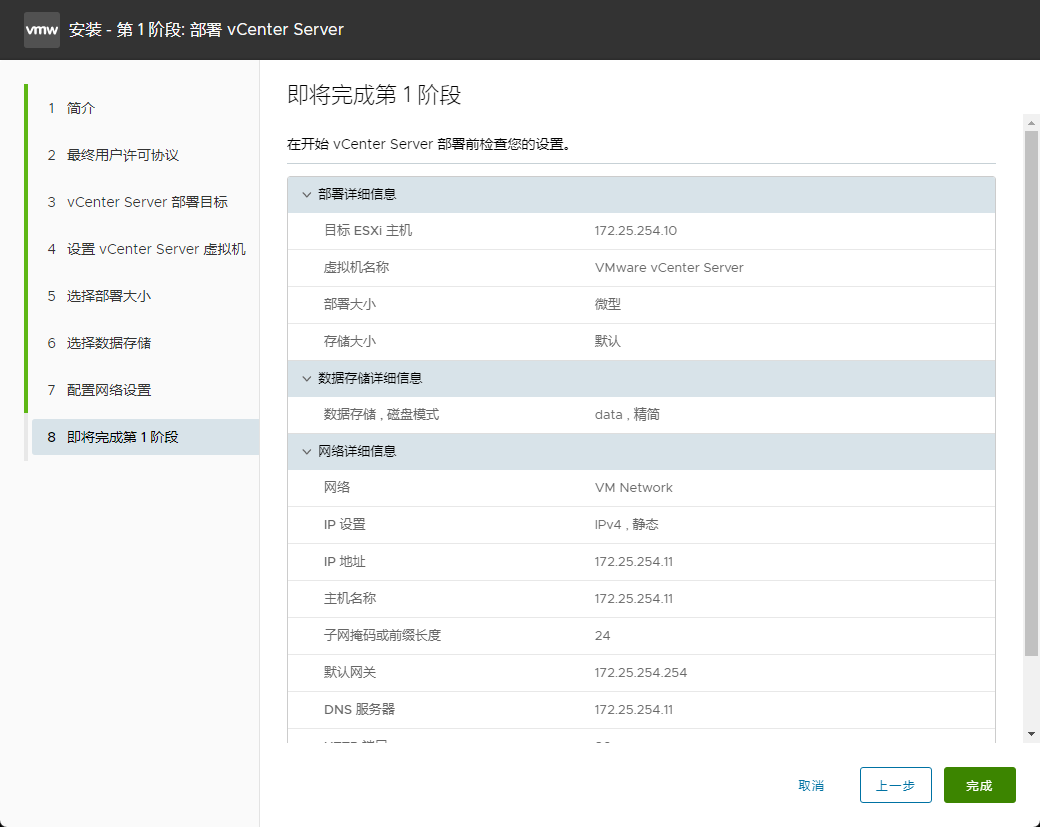 vmw 安装 - 第 1 阶段: 部署 vCenter Server
1 简介
2 最终用户许可协议
3 vCenter Server 部署目标
4 设置 vCenter Server 虚拟机
5 选择部署大小
6 选择数据存储
7 配置网络设置
8 即将完成第 1 阶段
即将完成第 1 阶段
在开始 vCenter Server 部署前检查您的设置。
部署详细信息
目标 ESXi 主机 172.25.254.10
虚拟机名称 VMware vCenter Server
部署大小 微型
存储大小 默认
数据存储详细信息
数据存储 , 磁盘模式 data , 精简
网络详细信息
网络 VM Network
IP 设置 IPv4 , 静态
IP 地址 172.25.254.11
主机名称 172.25.254.11
子网掩码或前缀长度 24
默认网关 172.25.254.254
DNS 服务器 172.25.254.11
取消 上一步 完成